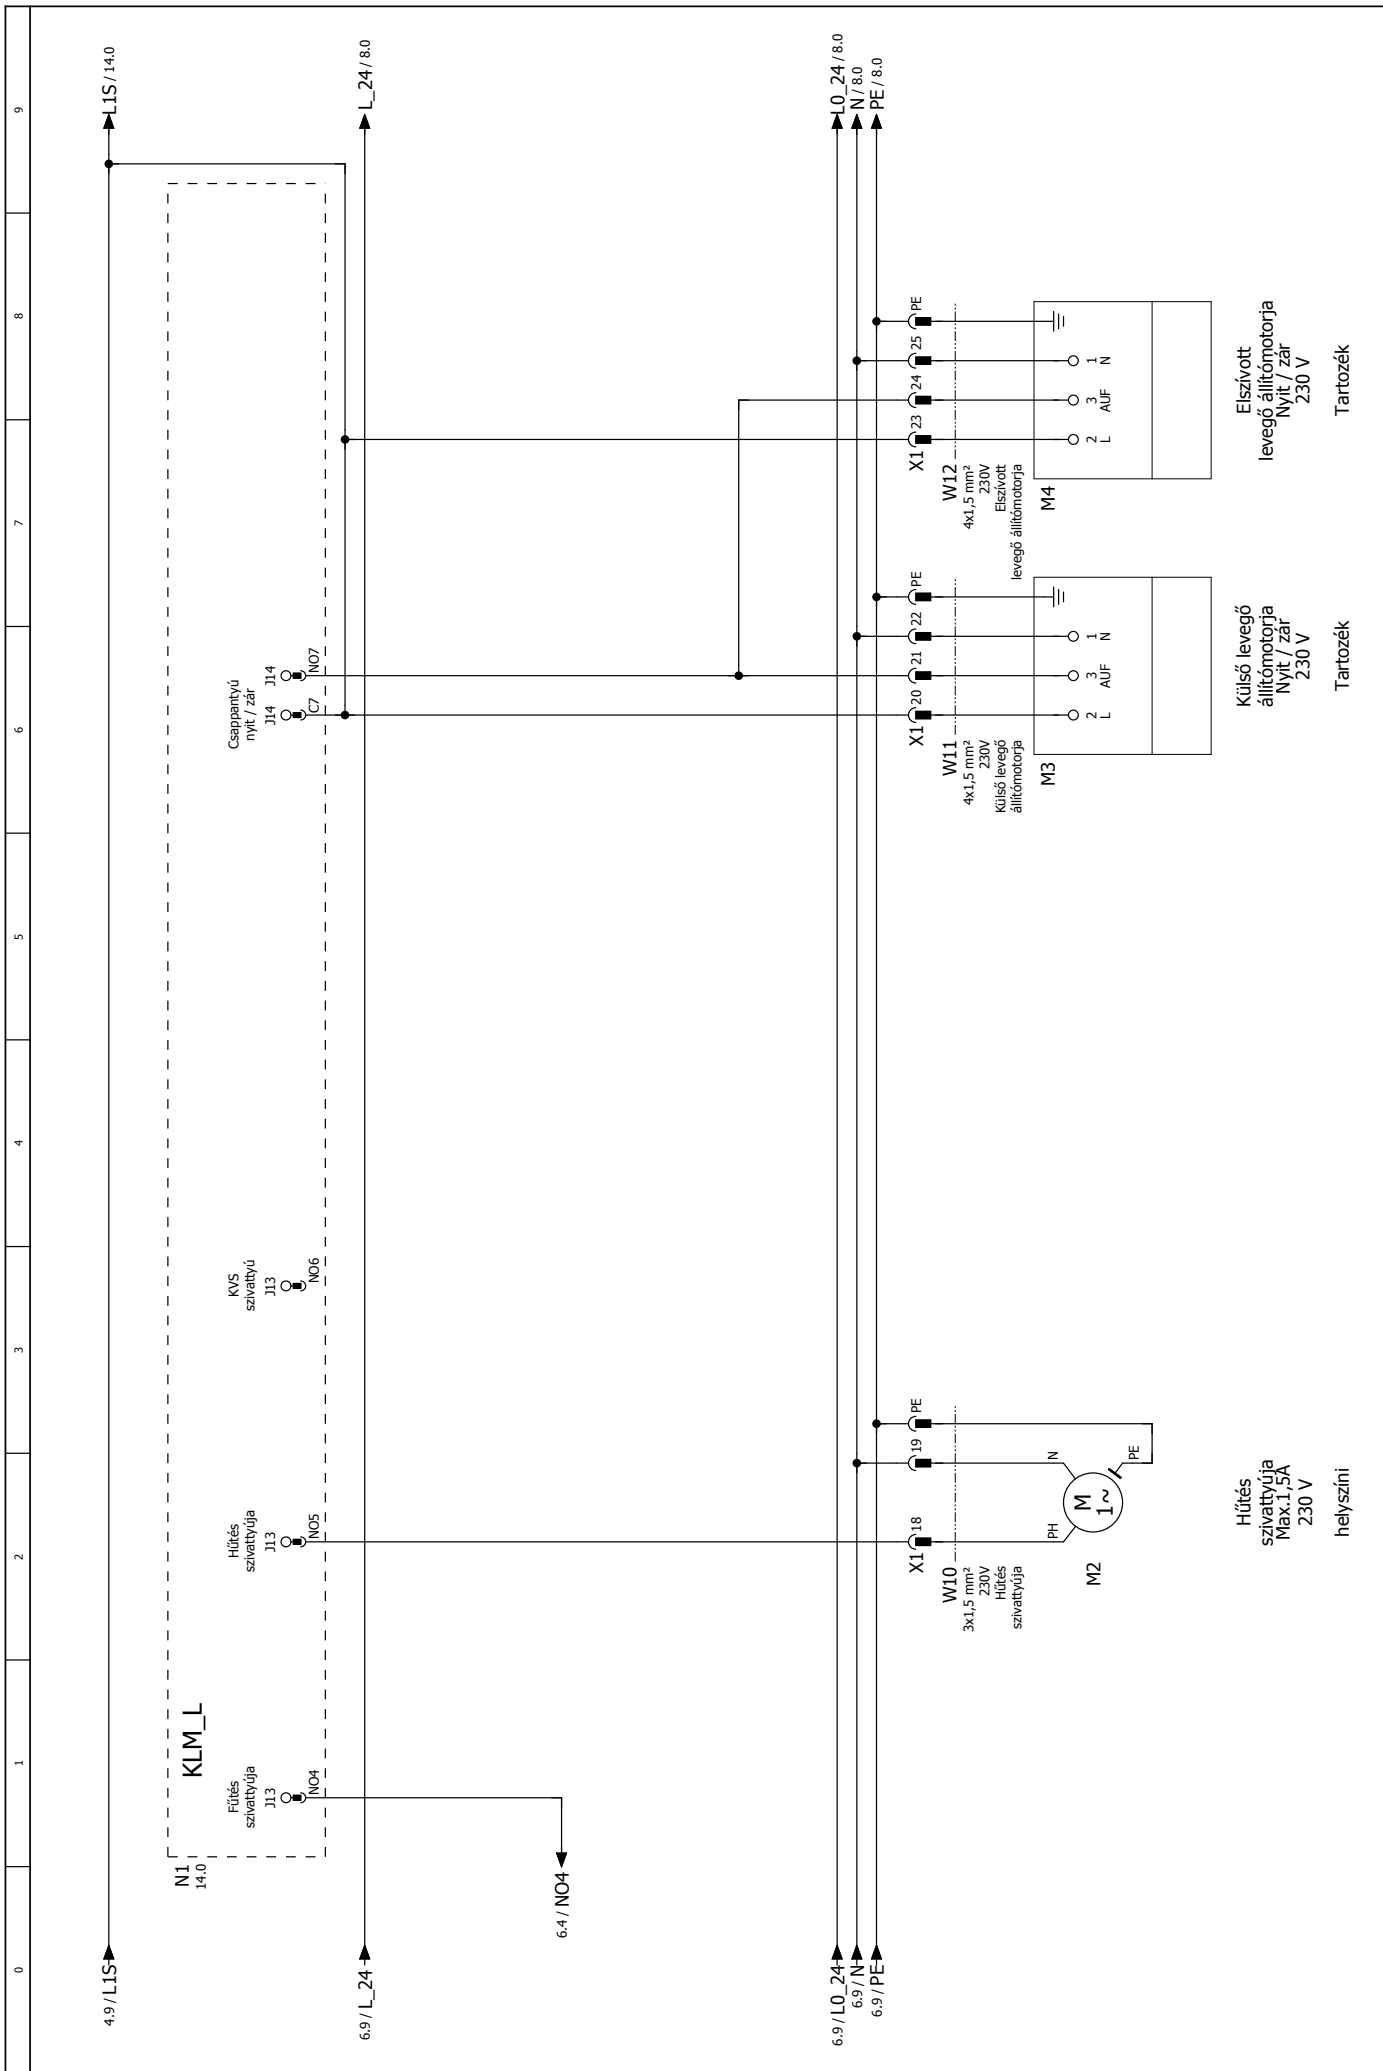 0
1
2
3
4
5
6
7
8
9
4.9 / L1S
L1S / 14.0
N1
14.0
KLM_L
Fűtés
szivattyúja
J13
NO4
Hűtés
szivattyúja
J13
NO5
KVS
szivattyú
J13
NO6
Csappantyú
nyit / zár
J14
C7
J14
NO7
6.9 / L_24
L_24 / 8.0
6.4 / NO4
6.9 / L0_24
L0_24 / 8.0
6.9 / N
N / 8.0
6.9 / PE
PE / 8.0
X1
18
19
PE
W10
3x1,5 mm²
230V
Hűtés
szivattyúja
PH
N
PE
M
1~
M2
Hűtés
szivattyúja
Max.1,5A
230 V
helyszíni
X1
20
21
22
PE
W11
4x1,5 mm²
230V
Külső levegő
állítómotorja
M3
2
L
3
AUF
1
N
Külső levegő
állítómotorja
Nyit / zár
230 V
Tartozék
X1
23
24
25
PE
W12
4x1,5 mm²
230V
Elszívott
levegő állítómotorja
M4
2
L
3
AUF
1
N
Elszívott
levegő állítómotorja
Nyit / zár
230 V
Tartozék